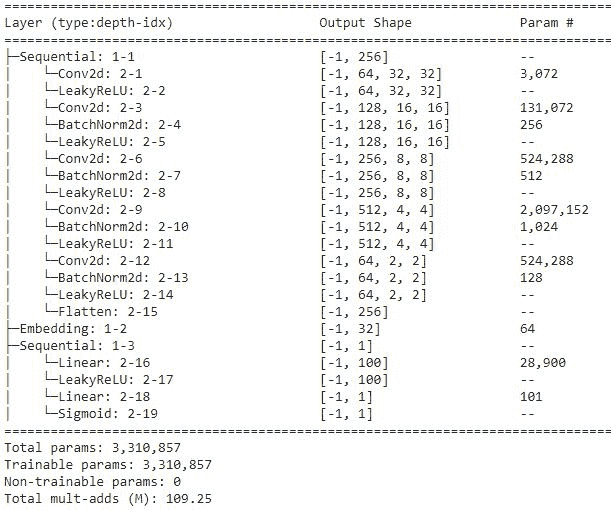 ==========================================================================================
Layer (type:depth-idx)                   Output Shape              Param #
==========================================================================================
├─Sequential: 1-1                        [-1, 256]                 --
|    └─Conv2d: 2-1                       [-1, 64, 32, 32]          3,072
|    └─LeakyReLU: 2-2                    [-1, 64, 32, 32]          --
|    └─Conv2d: 2-3                       [-1, 128, 16, 16]         131,072
|    └─BatchNorm2d: 2-4                  [-1, 128, 16, 16]         256
|    └─LeakyReLU: 2-5                    [-1, 128, 16, 16]         --
|    └─Conv2d: 2-6                       [-1, 256, 8, 8]           524,288
|    └─BatchNorm2d: 2-7                  [-1, 256, 8, 8]           512
|    └─LeakyReLU: 2-8                    [-1, 256, 8, 8]           --
|    └─Conv2d: 2-9                       [-1, 512, 4, 4]           2,097,152
|    └─BatchNorm2d: 2-10                 [-1, 512, 4, 4]           1,024
|    └─LeakyReLU: 2-11                   [-1, 512, 4, 4]           --
|    └─Conv2d: 2-12                      [-1, 64, 2, 2]            524,288
|    └─BatchNorm2d: 2-13                 [-1, 64, 2, 2]            128
|    └─LeakyReLU: 2-14                   [-1, 64, 2, 2]            --
|    └─Flatten: 2-15                     [-1, 256]                 --
├─Embedding: 1-2                         [-1, 32]                  64
├─Sequential: 1-3                        [-1, 1]                   --
|    └─Linear: 2-16                      [-1, 100]                 28,900
|    └─LeakyReLU: 2-17                   [-1, 100]                 --
|    └─Linear: 2-18                      [-1, 1]                   101
|    └─Sigmoid: 2-19                     [-1, 1]                   --
==========================================================================================
Total params: 3,310,857
Trainable params: 3,310,857
Non-trainable params: 0
Total mult-adds (M): 109.25